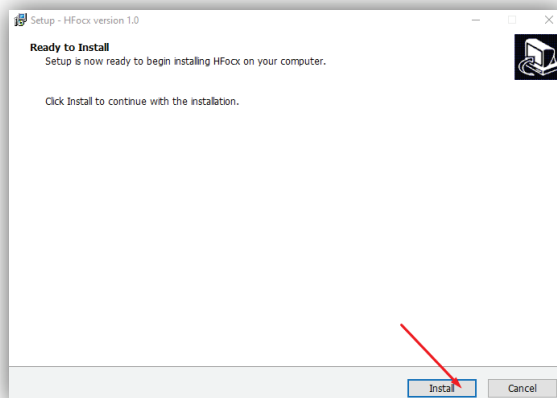 Setup - HFocx version 1.0
Ready to Install
Setup is now ready to begin installing HFocx on your computer.
Click Install to continue with the installation.
Install
Cancel